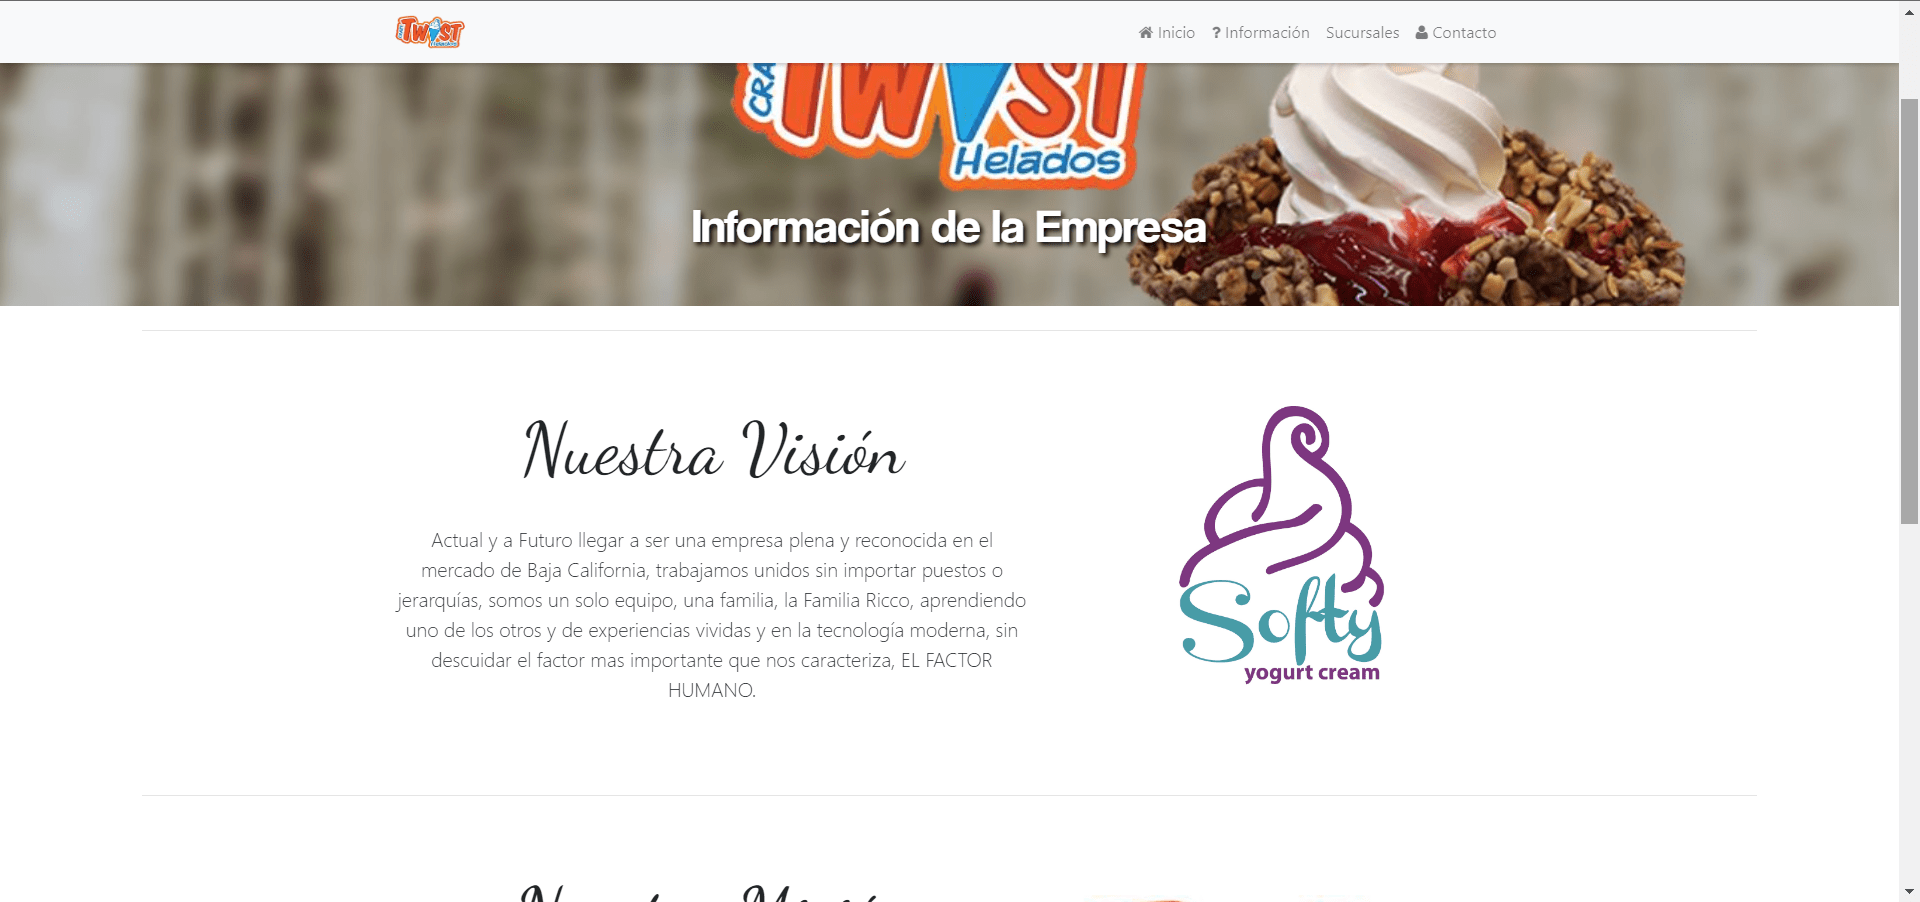 CRAZY TWIST Helados
Inicio
? Información
Sucursales
Contacto
TWIST
Helados
Información de la Empresa
Nuestra Visión
Actual y a Futuro llegar a ser una empresa plena y reconocida en el
mercado de Baja California, trabajamos unidos sin importar puestos o
jerarquías, somos un solo equipo, una familia, la Familia Ricco, aprendiendo
uno de los otros y de experiencias vividas y en la tecnología moderna, sin
descuidar el factor mas importante que nos caracteriza, EL FACTOR
HUMANO.
Softy
yogurt cream